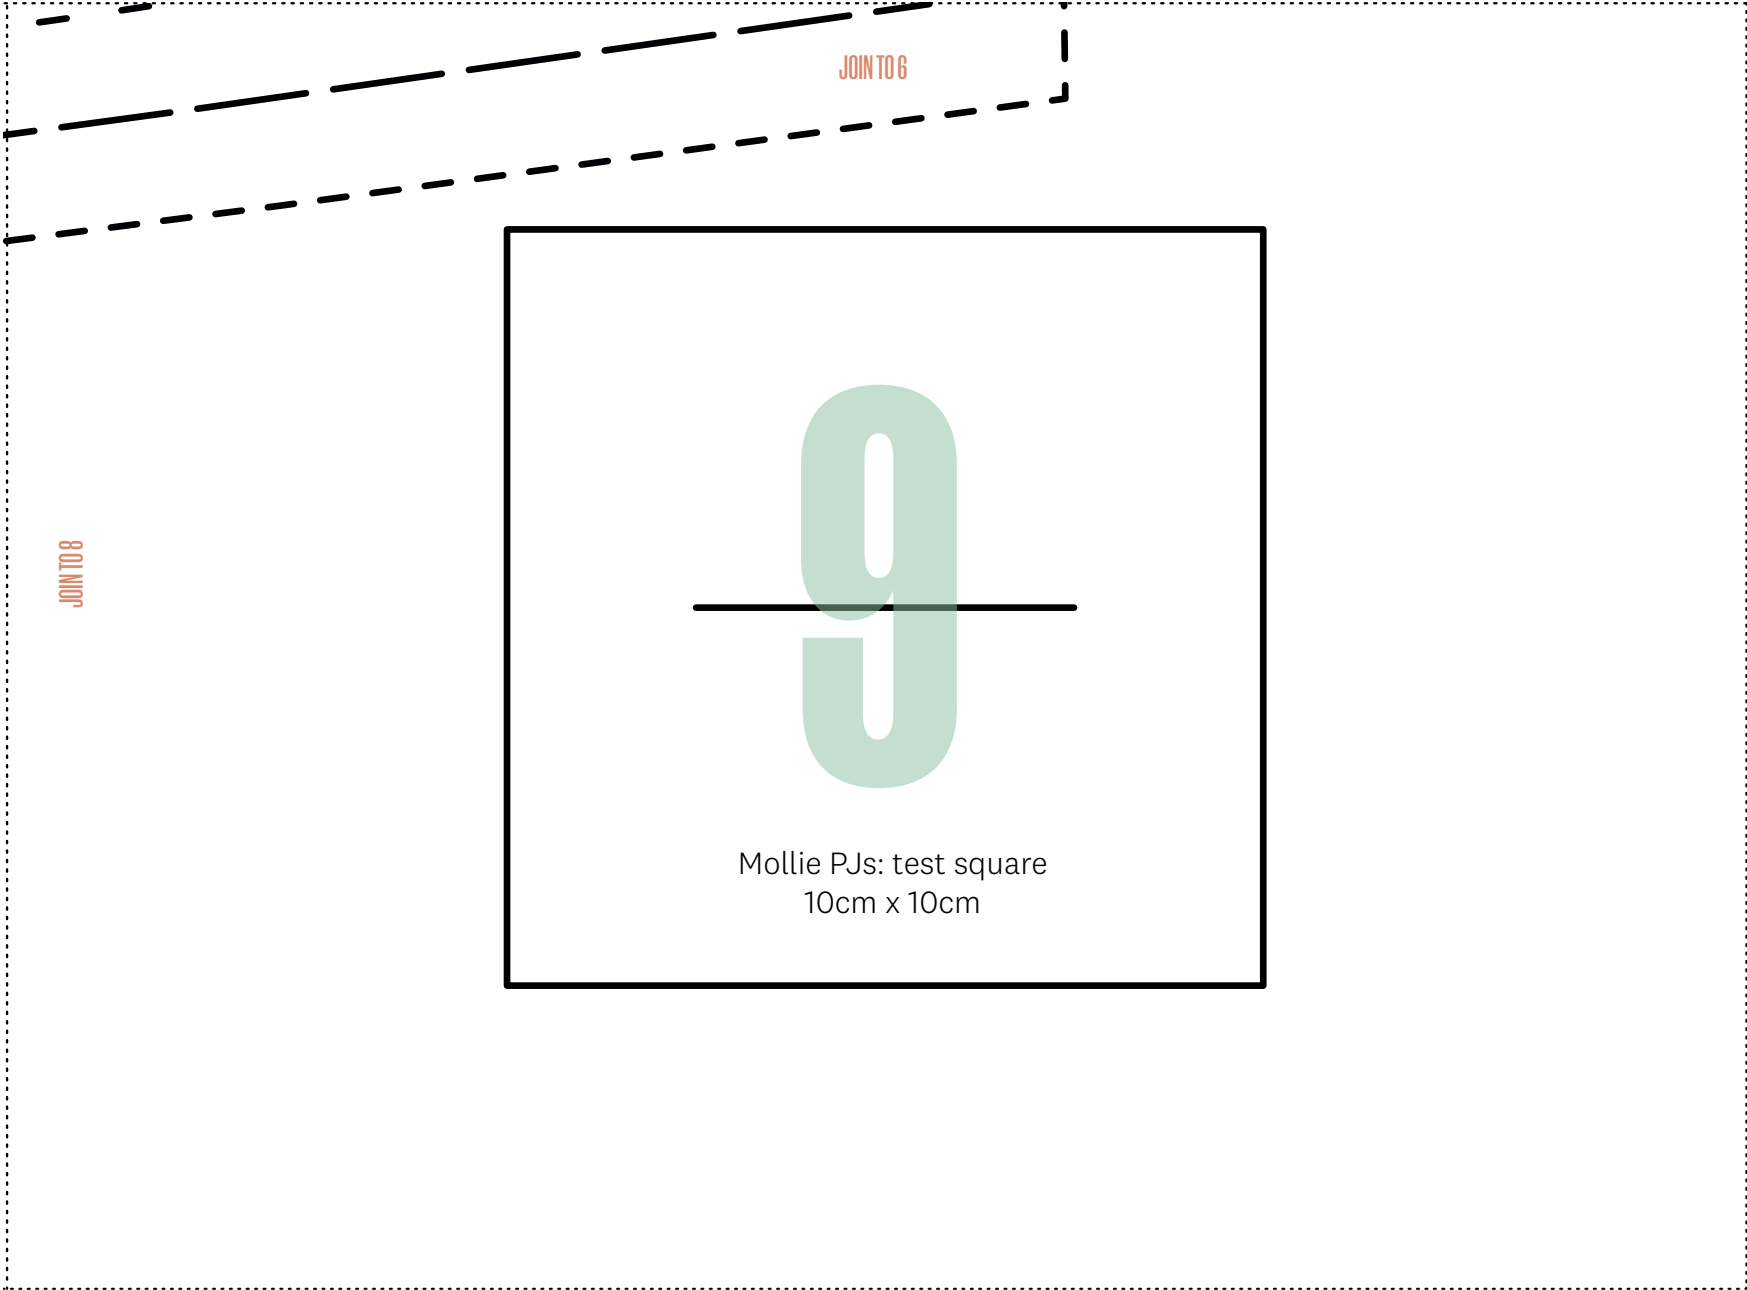 JOIN TO 6
JOIN TO 8
9
Mollie PJs: test square
10cm x 10cm